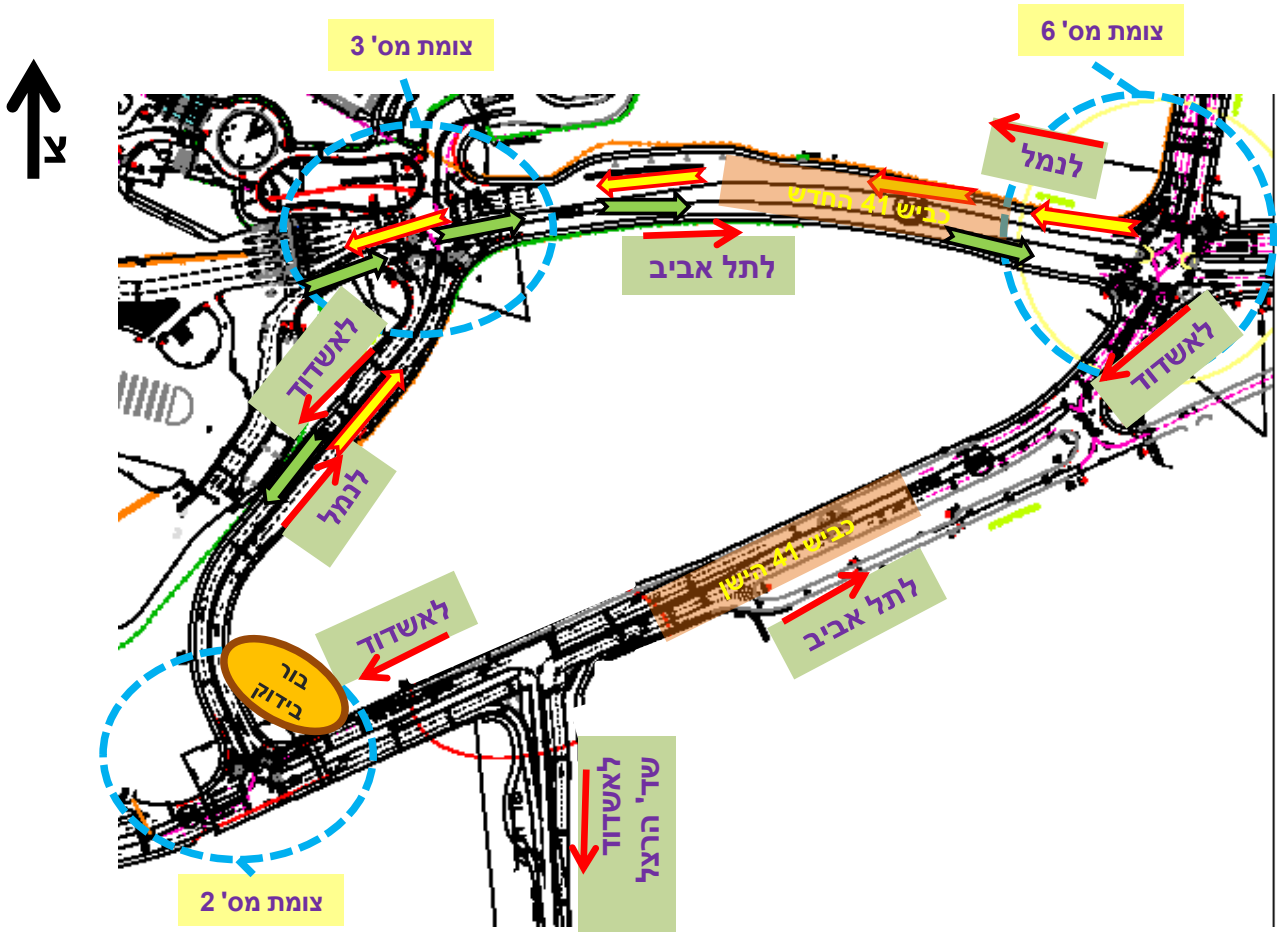 צומת מס' 6
צומת מס' 3
צ
לנמל
כביש 41 החדש
לתל אביב
לאשדוד
לאשדוד
לנמל
כביש 41 הישן
לתל אביב
לאשדוד
בור
בידוק
שד' הרצל
לאשדוד
צומת מס' 2